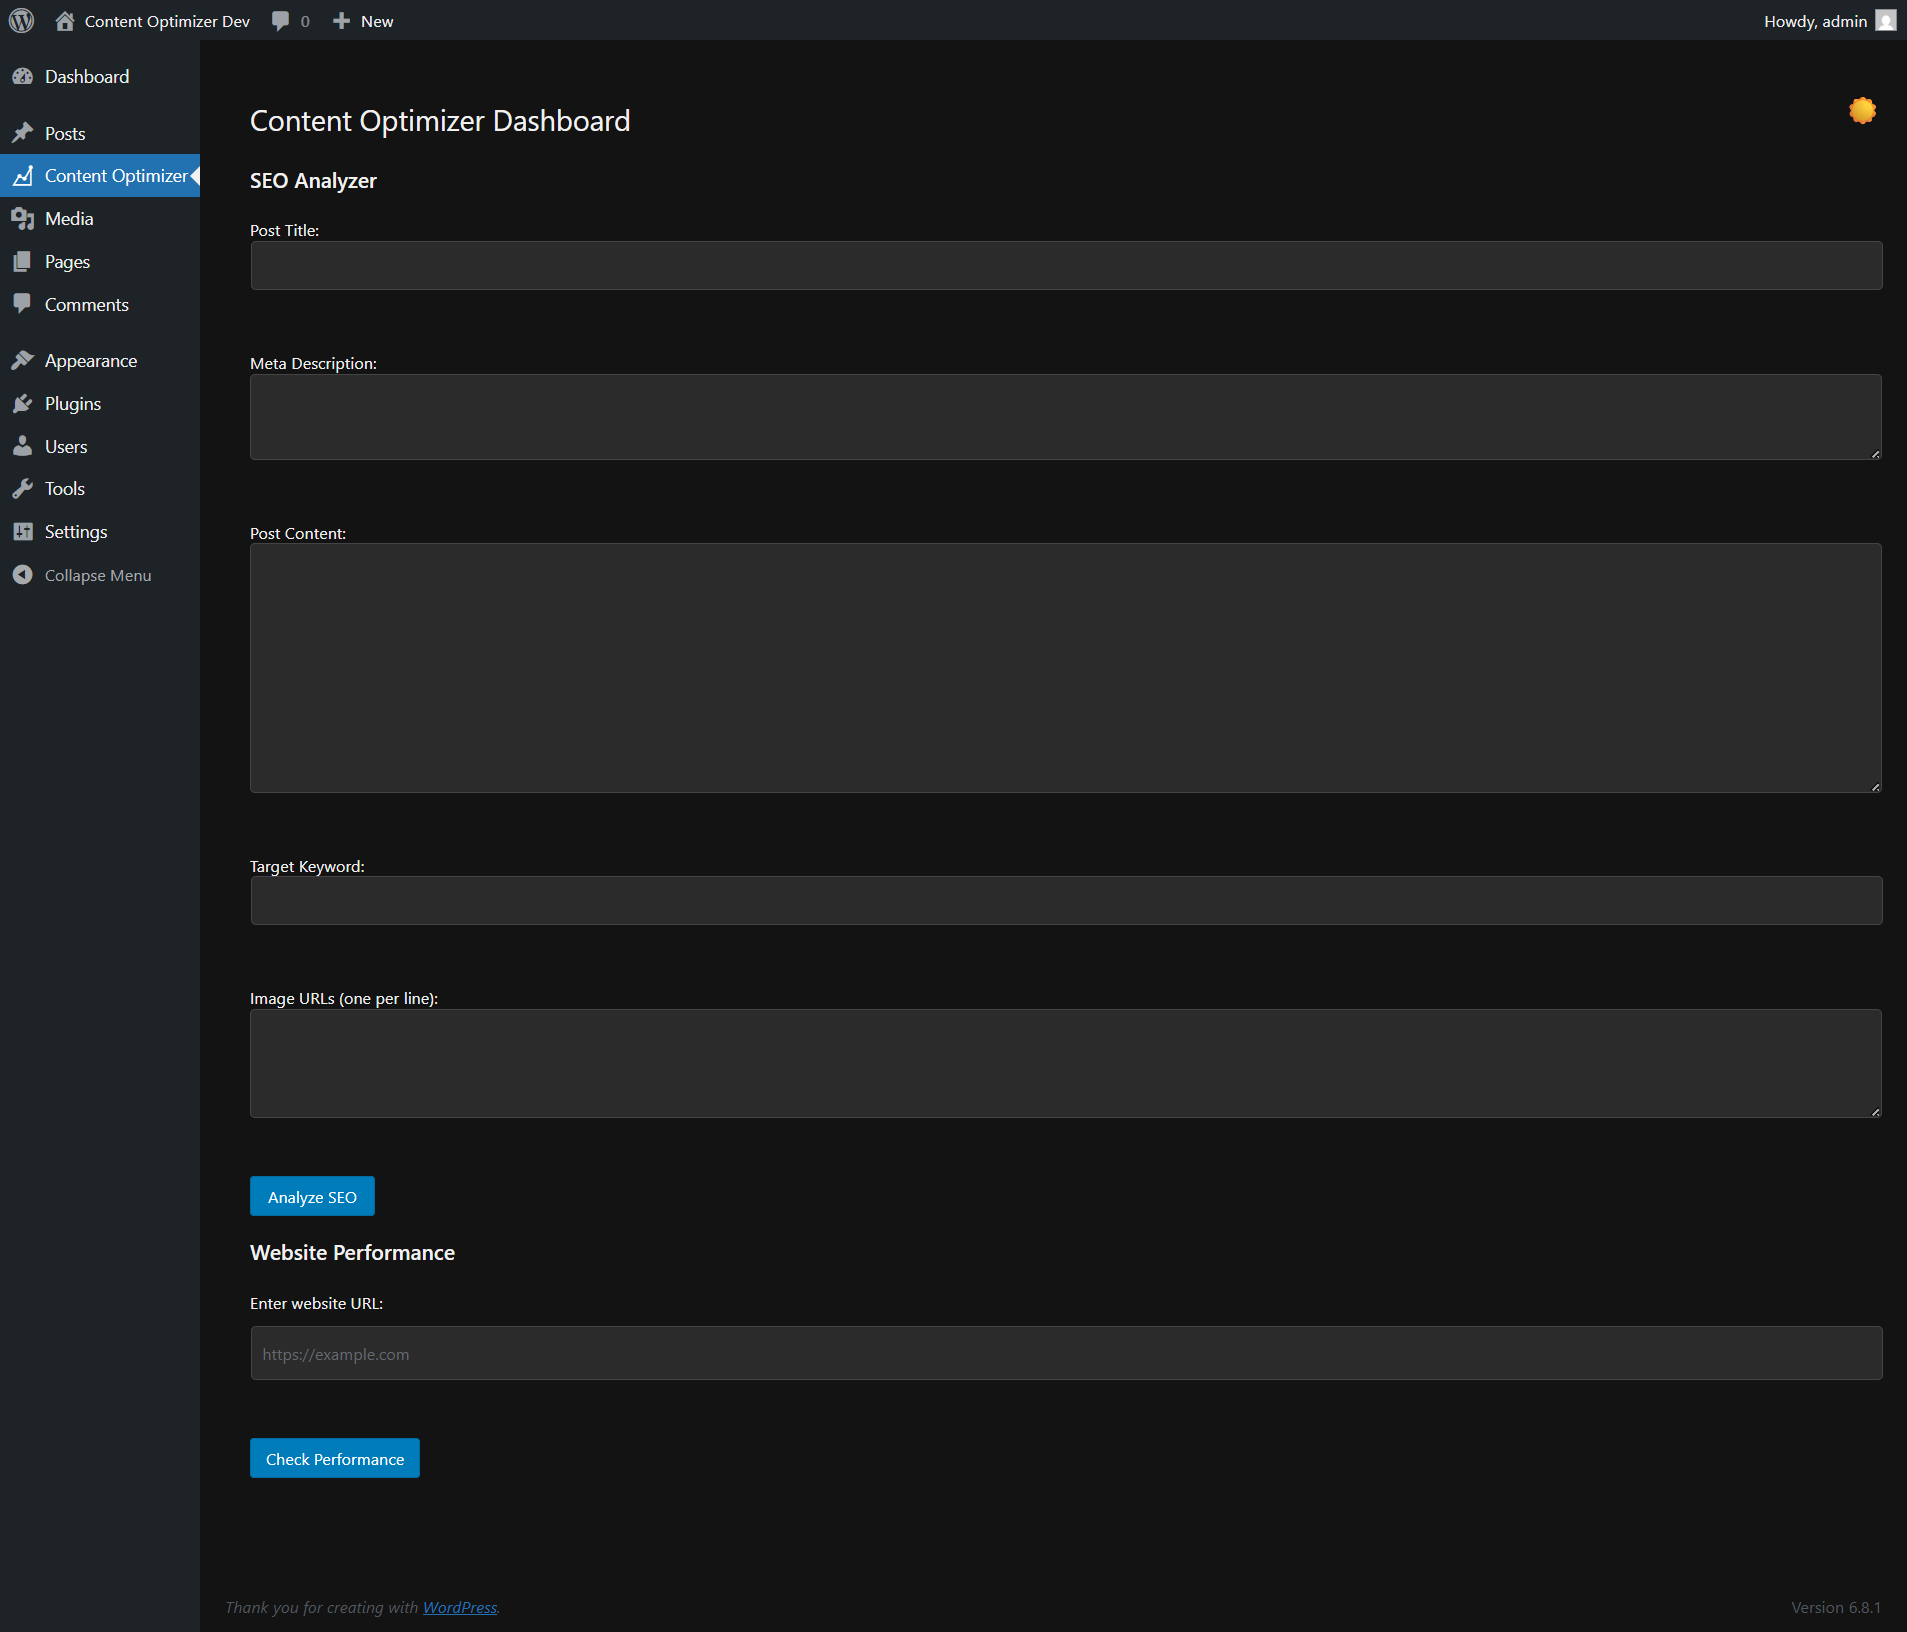 Content Optimizer Dev
0
New
Howdy, admin
Dashboard
Posts
Content Optimizer
Media
Pages
Comments
Appearance
Plugins
Users
Tools
Settings
Collapse Menu
Content Optimizer Dashboard
SEO Analyzer
Post Title:
Meta Description:
Post Content:
Target Keyword:
Image URLs (one per line):
Analyze SEO
Website Performance
Enter website URL:
https://example.com
Check Performance
Thank you for creating with WordPress.
Version 6.8.1